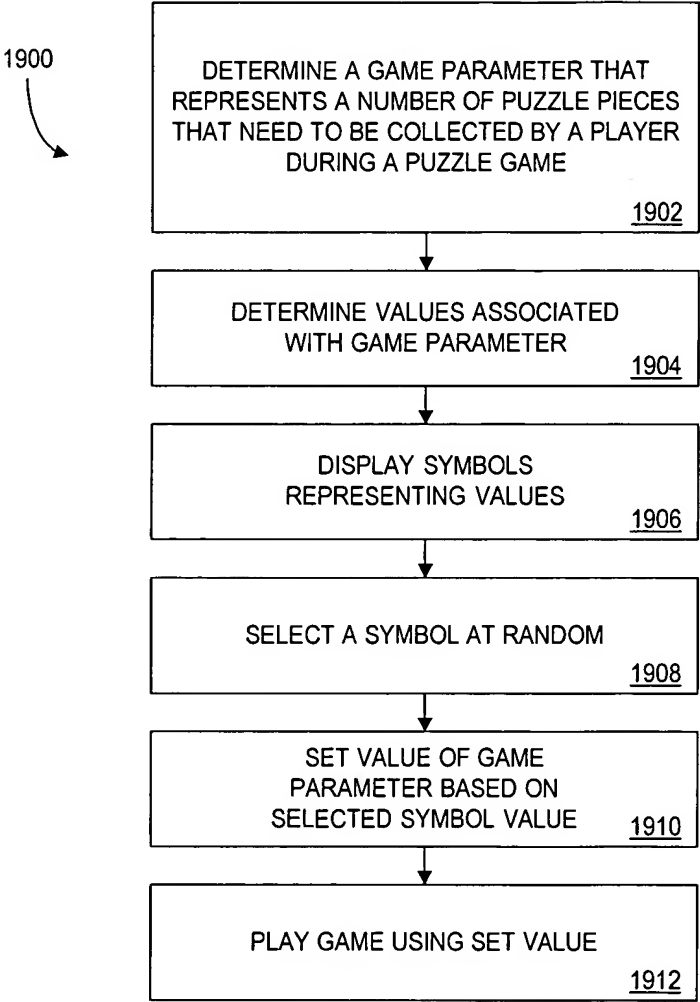 1900
DETERMINE A GAME PARAMETER THAT
REPRESENTS A NUMBER OF PUZZLE PIECES
THAT NEED TO BE COLLECTED BY A PLAYER
DURING A PUZZLE GAME
1902
DETERMINE VALUES ASSOCIATED
WITH GAME PARAMETER
1904
DISPLAY SYMBOLS
REPRESENTING VALUES
1906
SELECT A SYMBOL AT RANDOM
1908
SET VALUE OF GAME
PARAMETER BASED ON
SELECTED SYMBOL VALUE
1910
PLAY GAME USING SET VALUE
1912